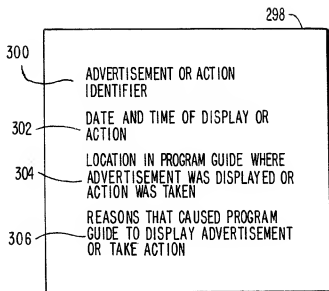 298
300
ADVERTISEMENT OR ACTION
IDENTIFIER
302
DATE AND TIME OF DISPLAY OR
ACTION
304
LOCATION IN PROGRAM GUIDE WHERE
ADVERTISEMENT WAS DISPLAYED OR
ACTION WAS TAKEN
306
REASONS THAT CAUSED PROGRAM
GUIDE TO DISPLAY ADVERTISEMENT
OR TAKE ACTION